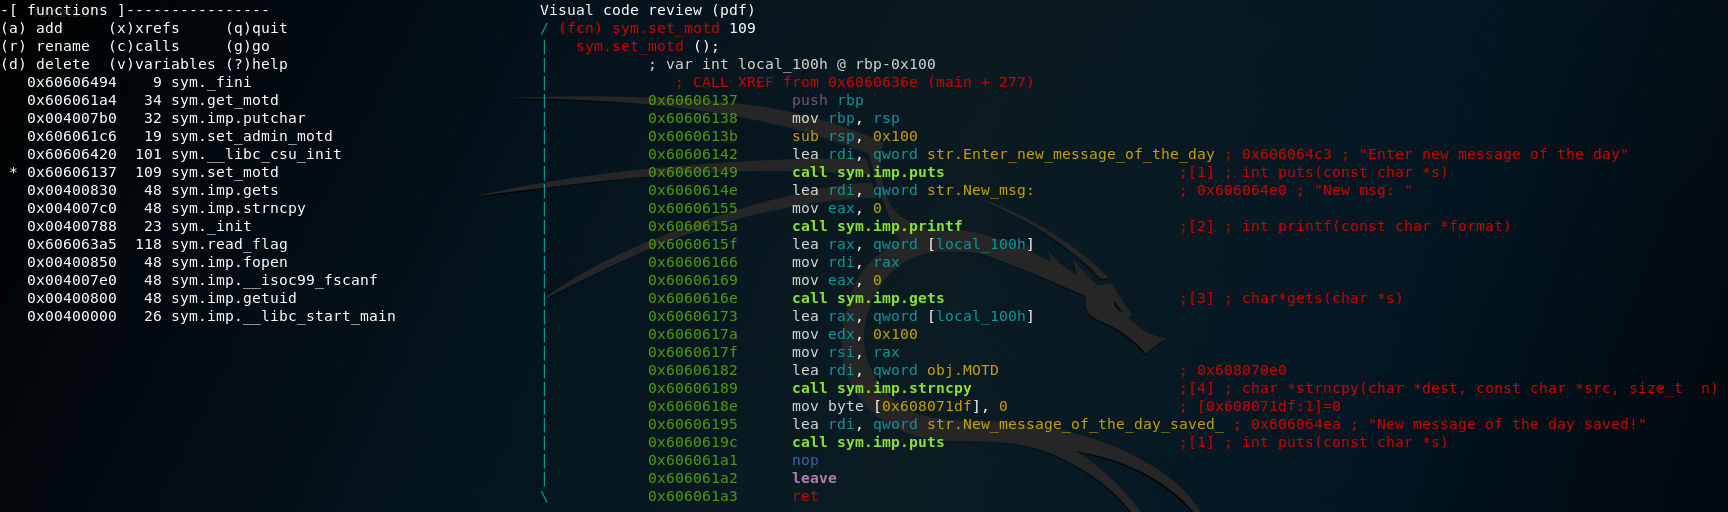 -[ functions ]----------------
(a) add     (x)xrefs     (q)quit
(r) rename  (c)calls     (g)go
(d) delete  (v)variables (?)help
   0x60606494    9 sym._fini
   0x606061a4   34 sym.get_motd
   0x004007b0   32 sym.imp.putchar
   0x606061c6   19 sym.set_admin_motd
   0x60606420  101 sym.__libc_csu_init
 * 0x60606137  109 sym.set_motd
   0x00400830   48 sym.imp.gets
   0x004007c0   48 sym.imp.strncpy
   0x00400788   23 sym._init
   0x606063a5  118 sym.read_flag
   0x00400850   48 sym.imp.fopen
   0x004007e0   48 sym.imp.__isoc99_fscanf
   0x00400800   48 sym.imp.getuid
   0x00400000   26 sym.imp.__libc_start_main
Visual code review (pdf)
/ (fcn) sym.set_motd 109
|   sym.set_motd ();
|           ; var int local_100h @ rbp-0x100
|              ; CALL XREF from 0x6060636e (main + 277)
|           0x60606137      push rbp
|           0x60606138      mov rbp, rsp
|           0x6060613b      sub rsp, 0x100
|           0x60606142      lea rdi, qword str.Enter_new_message_of_the_day ; 0x606064c3 ; "Enter new message of the day"
|           0x60606149      call sym.imp.puts                          ;[1] ; int puts(const char *s)
|           0x6060614e      lea rdi, qword str.New_msg:                ; 0x606064e0 ; "New msg: "
|           0x60606155      mov eax, 0
|           0x6060615a      call sym.imp.printf                        ;[2] ; int printf(const char *format)
|           0x6060615f      lea rax, qword [local_100h]
|           0x60606166      mov rdi, rax
|           0x60606169      mov eax, 0
|           0x6060616e      call sym.imp.gets                          ;[3] ; char*gets(char *s)
|           0x60606173      lea rax, qword [local_100h]
|           0x6060617a      mov edx, 0x100
|           0x6060617f      mov rsi, rax
|           0x60606182      lea rdi, qword obj.MOTD                    ; 0x608070e0
|           0x60606189      call sym.imp.strncpy                       ;[4] ; char *strncpy(char *dest, const char *src, size_t  n)
|           0x6060618e      mov byte [0x608071df], 0                   ; [0x608071df:1]=0
|           0x60606195      lea rdi, qword str.New_message_of_the_day_saved_ ; 0x606064ea ; "New message of the day saved!"
|           0x6060619c      call sym.imp.puts                          ;[1] ; int puts(const char *s)
|           0x606061a1      nop
|           0x606061a2      leave
\           0x606061a3      ret